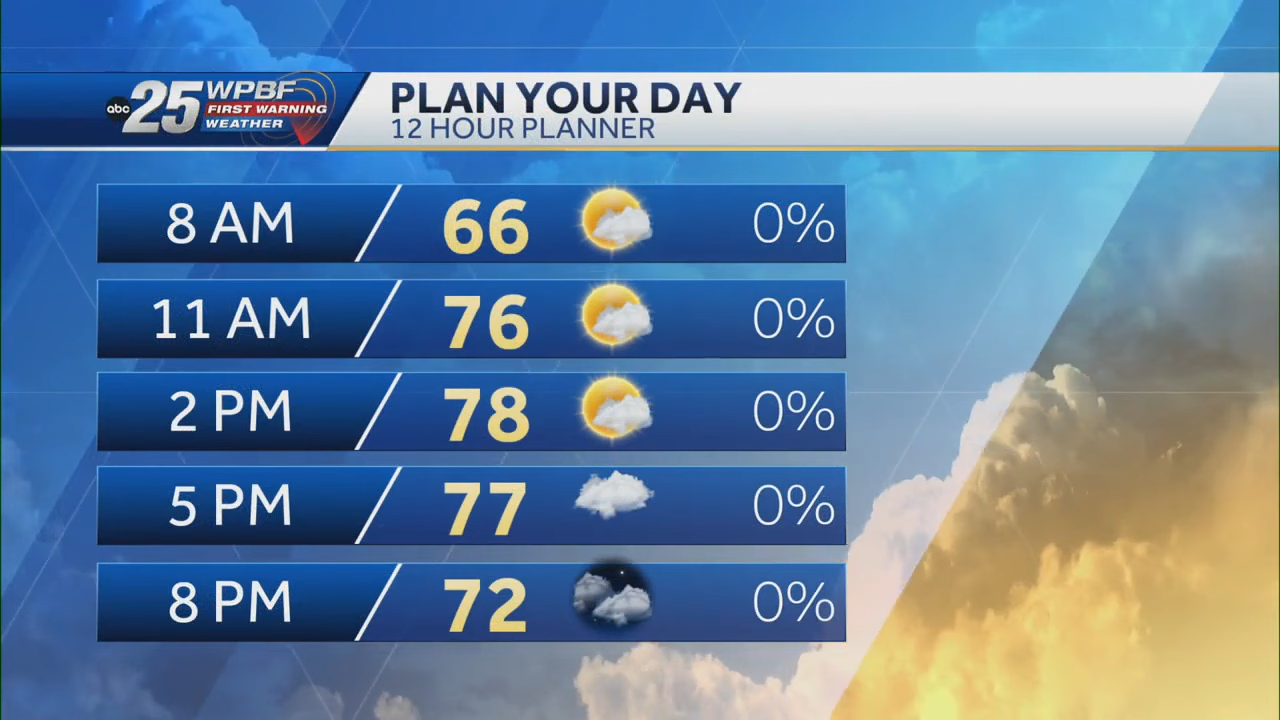 abc 25 WPBF
FIRST WARNING
WEATHER
PLAN YOUR DAY
12 HOUR PLANNER
8 AM 66 0%
11 AM 76 0%
2 PM 78 0%
5 PM 77 0%
8 PM 72 0%